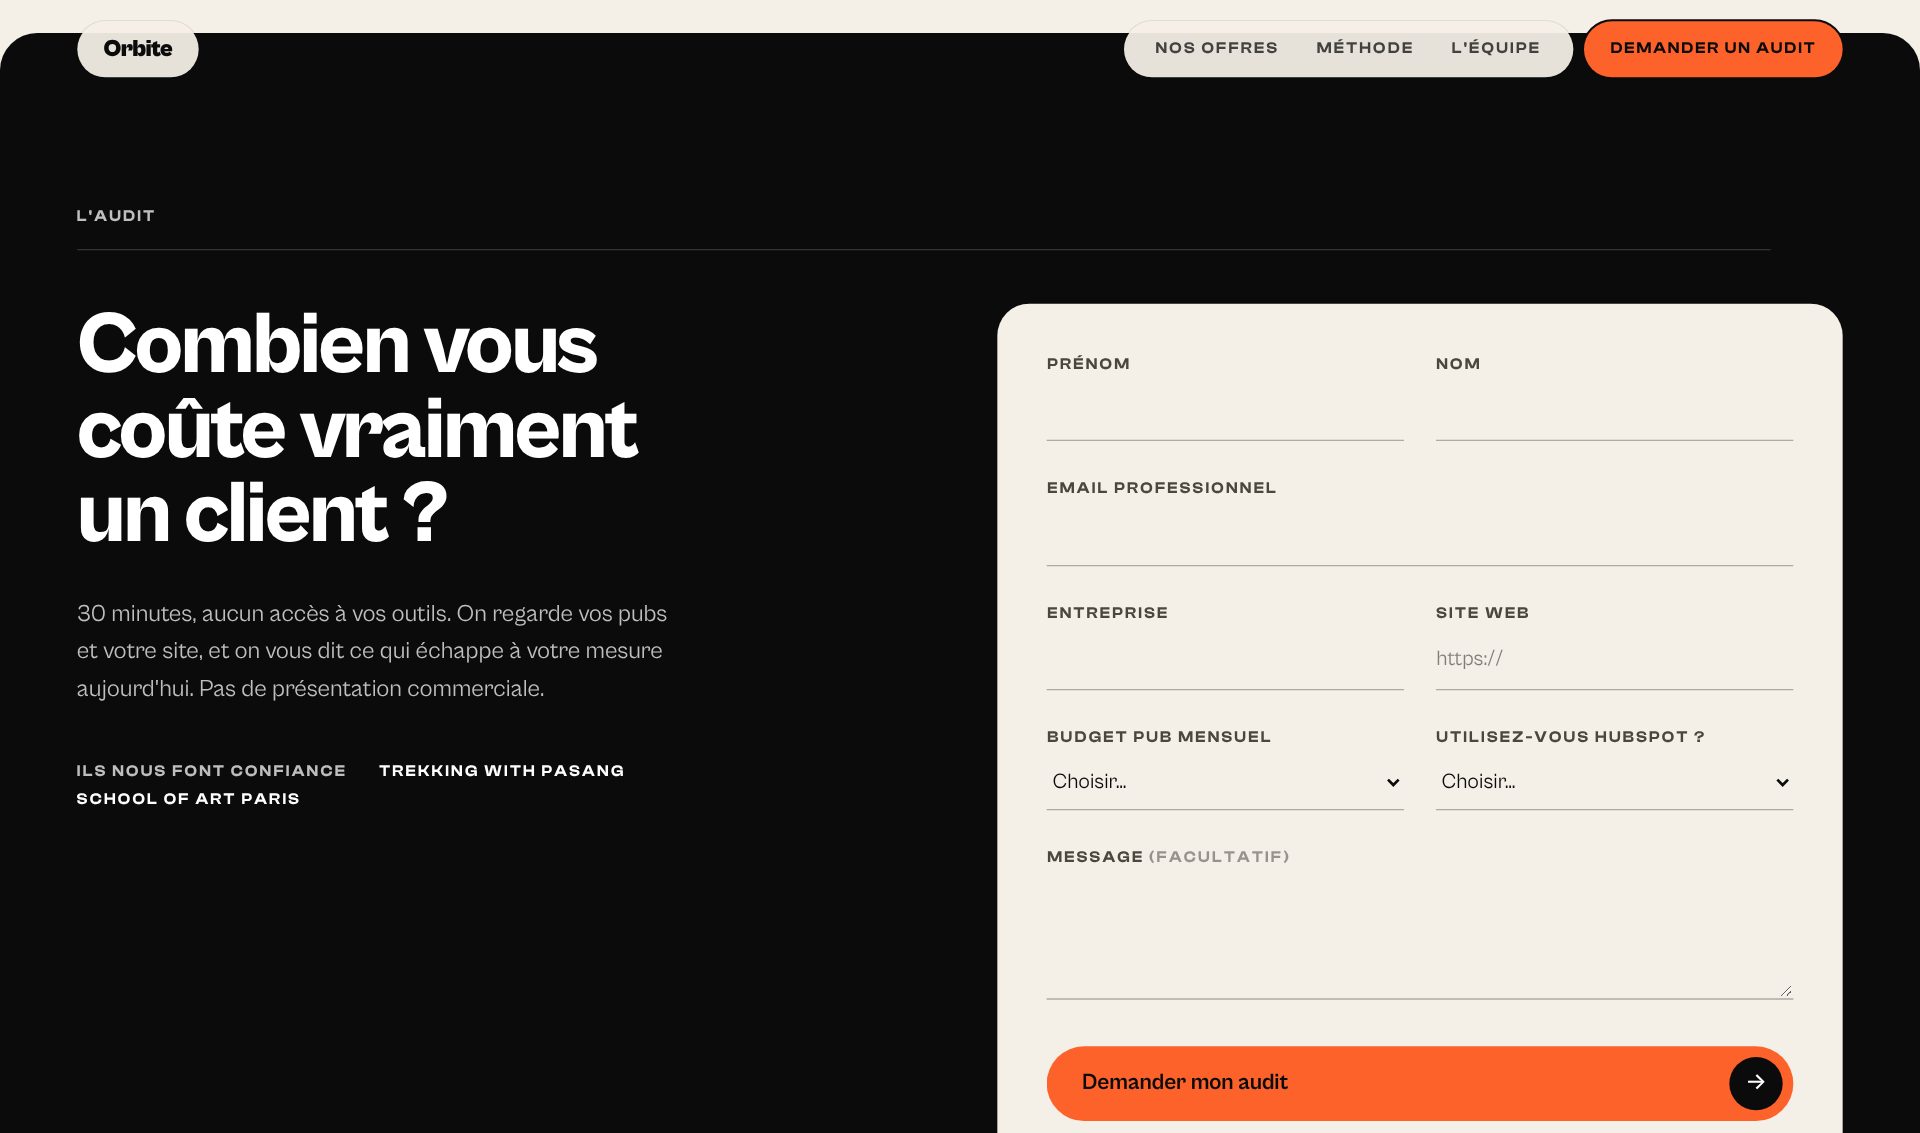 Orbite
NOS OFFRES MÉTHODE L'ÉQUIPE DEMANDER UN AUDIT
L'AUDIT
Combien vous
coûte vraiment
un client ?
30 minutes, aucun accès à vos outils. On regarde vos pubs
et votre site, et on vous dit ce qui échappe à votre mesure
aujourd'hui. Pas de présentation commerciale.
ILS NOUS FONT CONFIANCE TREKKING WITH PASANG
SCHOOL OF ART PARIS
PRÉNOM NOM
EMAIL PROFESSIONNEL
ENTREPRISE SITE WEB
https://
BUDGET PUB MENSUEL UTILISEZ-VOUS HUBSPOT ?
Choisir... Choisir...
MESSAGE (FACULTATIF)
Demander mon audit